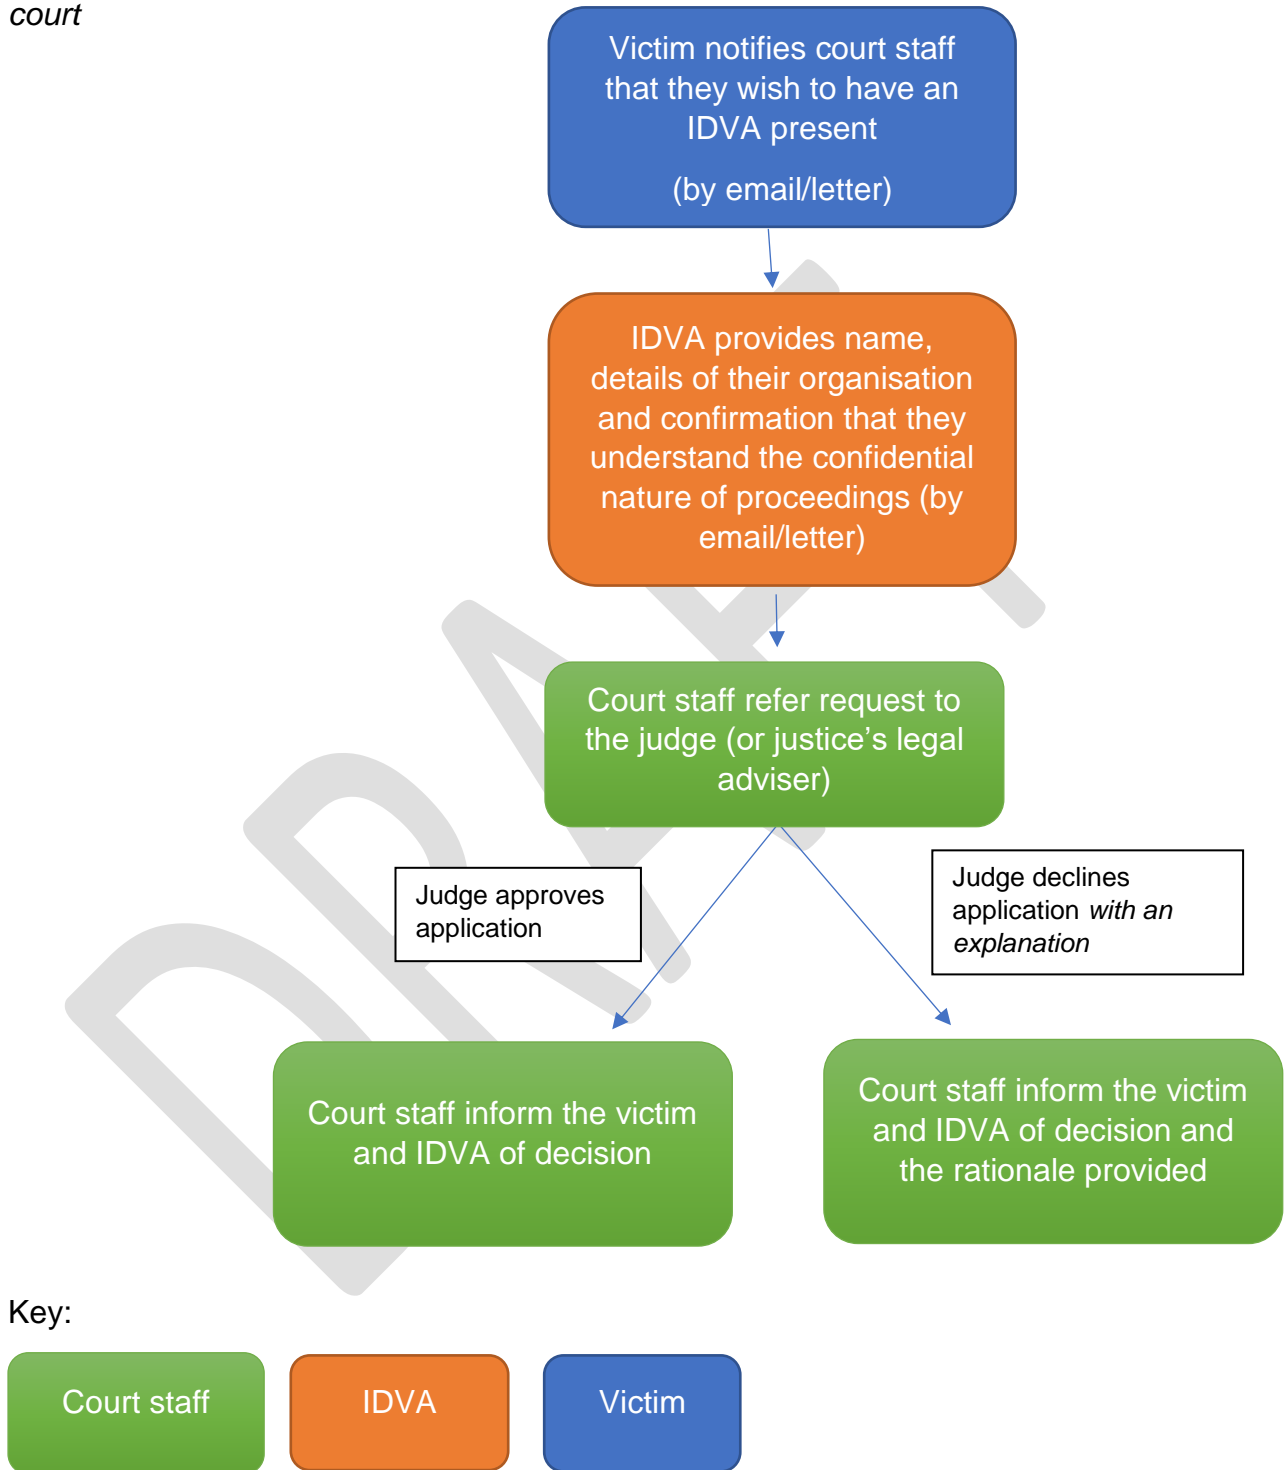 court
Victim notifies court staff
that they wish to have an
IDVA present
(by email/letter)
IDVA provides name,
details of their organisation
and confirmation that they
understand the confidential
nature of proceedings (by
email/letter)
Court staff refer request to
the judge (or justice’s legal
adviser)
Judge approves
application
Judge declines
application with an
explanation
Court staff inform the victim
and IDVA of decision
Court staff inform the victim
and IDVA of decision and
the rationale provided
DRAFT
Key:
Court staff
IDVA
Victim